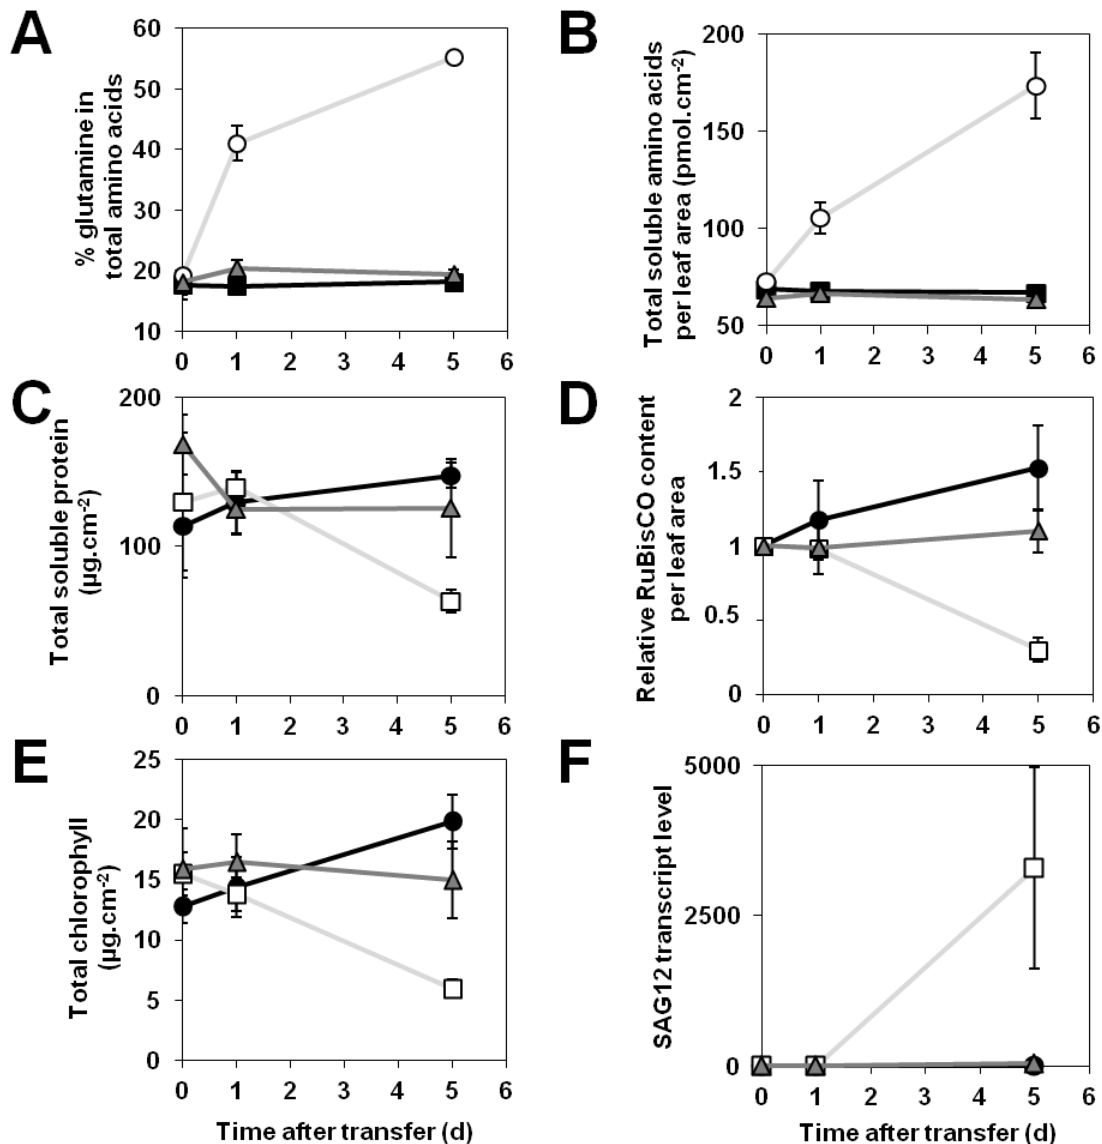 A
% glutamine in
total amino acids
60
50
40
30
20
10
0 1 2 3 4 5 6
B
Total soluble amino acids
per leaf area (pmol.cm-2)
200
150
100
50
0 1 2 3 4 5 6
C
Total soluble protein
(µg.cm-2)
200
100
0
0 1 2 3 4 5 6
D
Relative RuBisCO content
per leaf area
2
1.5
1
0.5
0
0 1 2 3 4 5 6
E
Total chlorophyll
(µg.cm-2)
25
20
15
10
5
0
0 1 2 3 4 5 6
Time after transfer (d)
F
SAG12 transcript level
5000
2500
0
0 1 2 3 4 5 6
Time after transfer (d)